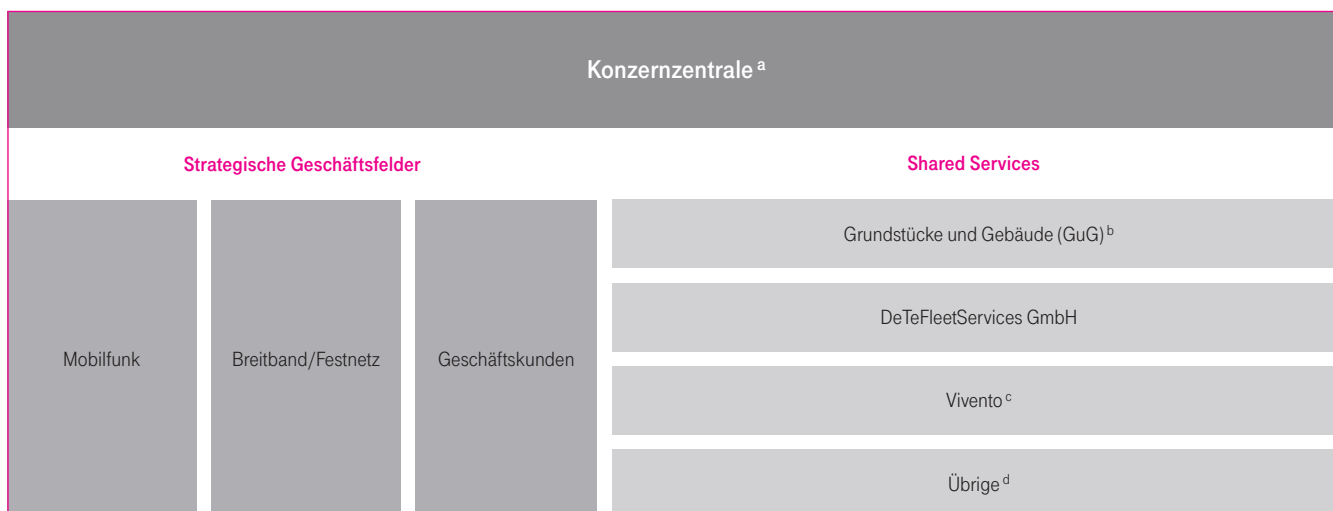 Konzernzentrale a
Strategische Geschäftsfelder
Shared Services
Mobilfunk
Breitband/Festnetz
Geschäftskunden
Grundstücke und Gebäude (GuG) b
DeTeFleetServices GmbH
Vivento c
Übrige d